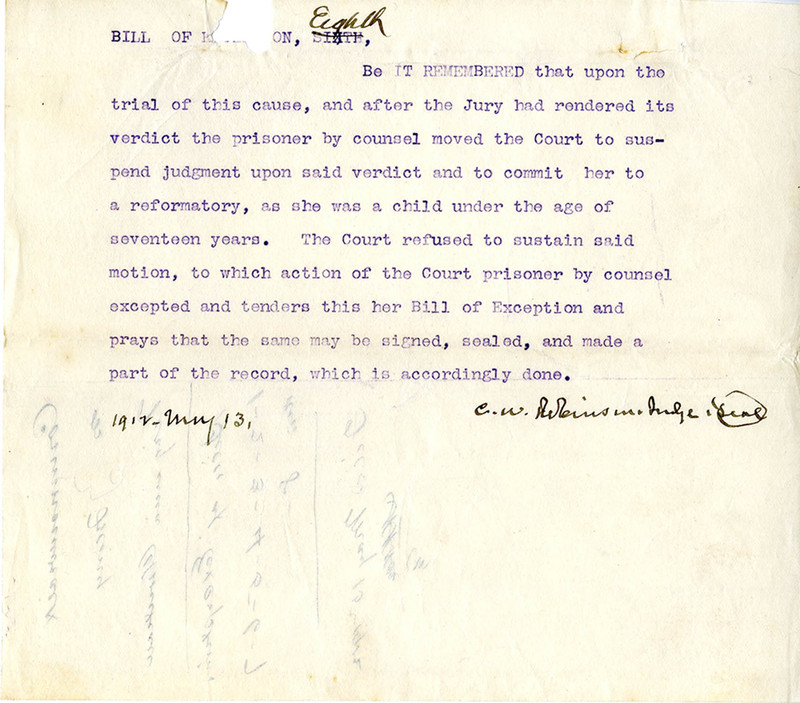 Eighth
BILL OF ON, SIXTH,
Be IT REMEMBERED that upon the
trial of this cause, and after the Jury had rendered its
verdict the prisoner by counsel moved the Court to sus-
pend judgment upon said verdict and to commit her to
a reformatory, as she was a child under the age of
seventeen years. The Court refused to sustain said
motion, to which action of the Court prisoner by counsel
excepted and tenders this her Bill of Exception and
prays that the same may be signed, sealed, and made a
part of the record, which is accordingly done.
1912- May 13, C. W. Robinson Judge Seal